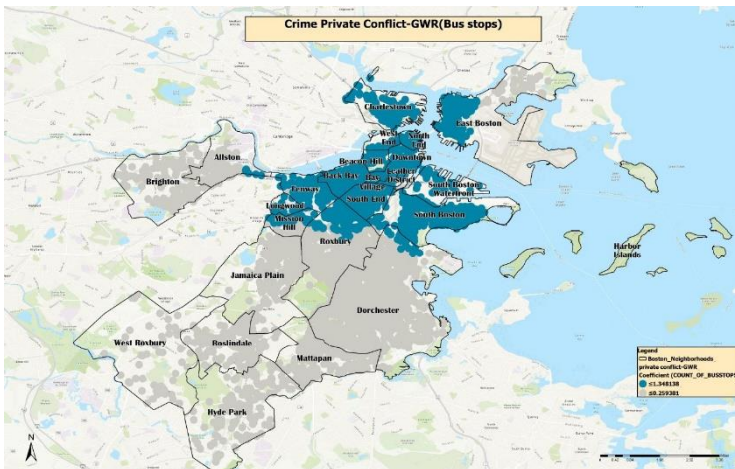 Crime Private Conflict-GWR(Bus stops)
Charlestown
East Boston
West
End
North
End
Allston
Beacon Hill
Downtown
Brighton
Back Bay
Bay
Village
Leather
District
Fenway
South Boston
Waterfront
Longwood
South End
Mission
Hill
South Boston
Roxbury
Harbor
Islands
Jamaica Plain
Dorchester
West Roxbury
Roslindale
Mattapan
Hyde Park
Legend
Boston_Neighborhoods
private conflict-GWR
Coefficient (COUNT_OF_BUSSTOPS
≤1.348138
≤0.259381
N